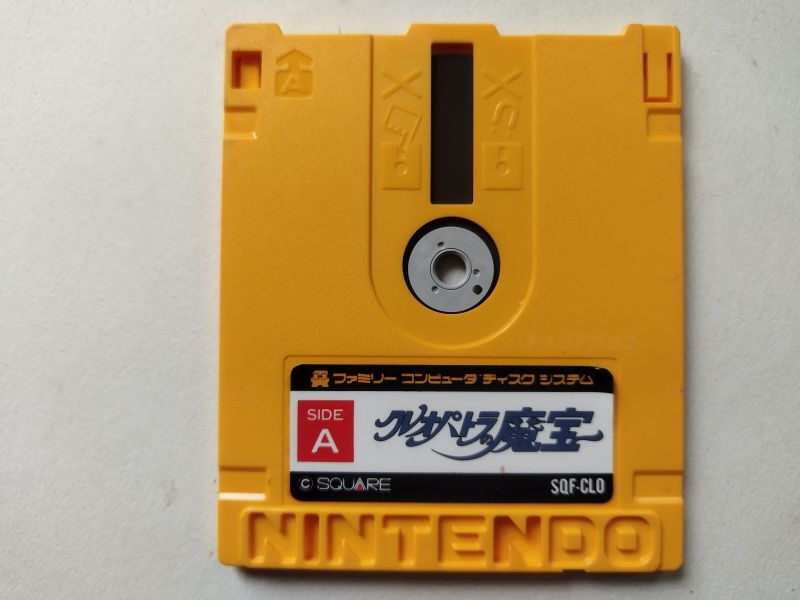 A
ファミリー コンピュータ ディスク システム
SIDE
A
クレオパトラの魔宝
© SQUARE
SQF-CLO
NINTENDO